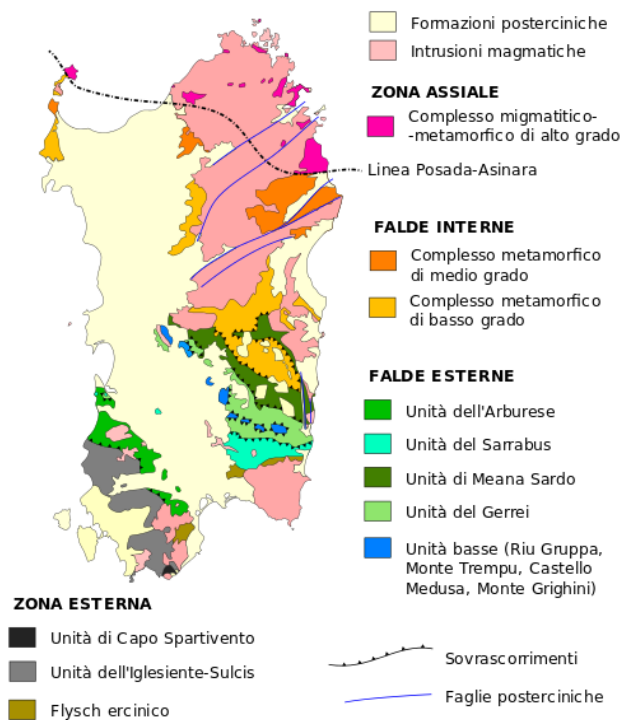 Formazioni posterciniche
Intrusioni magmatiche
ZONA ASSIALE
Complesso migmatitico-
-metamorfico di alto grado
Linea Posada-Asinara
FALDE INTERNE
Complesso metamorfico
di medio grado
Complesso metamorfico
di basso grado
FALDE ESTERNE
Unità dell'Arburese
Unità del Sarrabus
Unità di Meana Sardo
Unità del Gerrei
Unità basse (Riu Gruppa,
Monte Trempu, Castello
Medusa, Monte Grighini)
ZONA ESTERNA
Unità di Capo Spartivento
Unità dell'Iglesiente-Sulcis
Flysch ercinico
Sovrascorrimenti
Faglie posterciniche